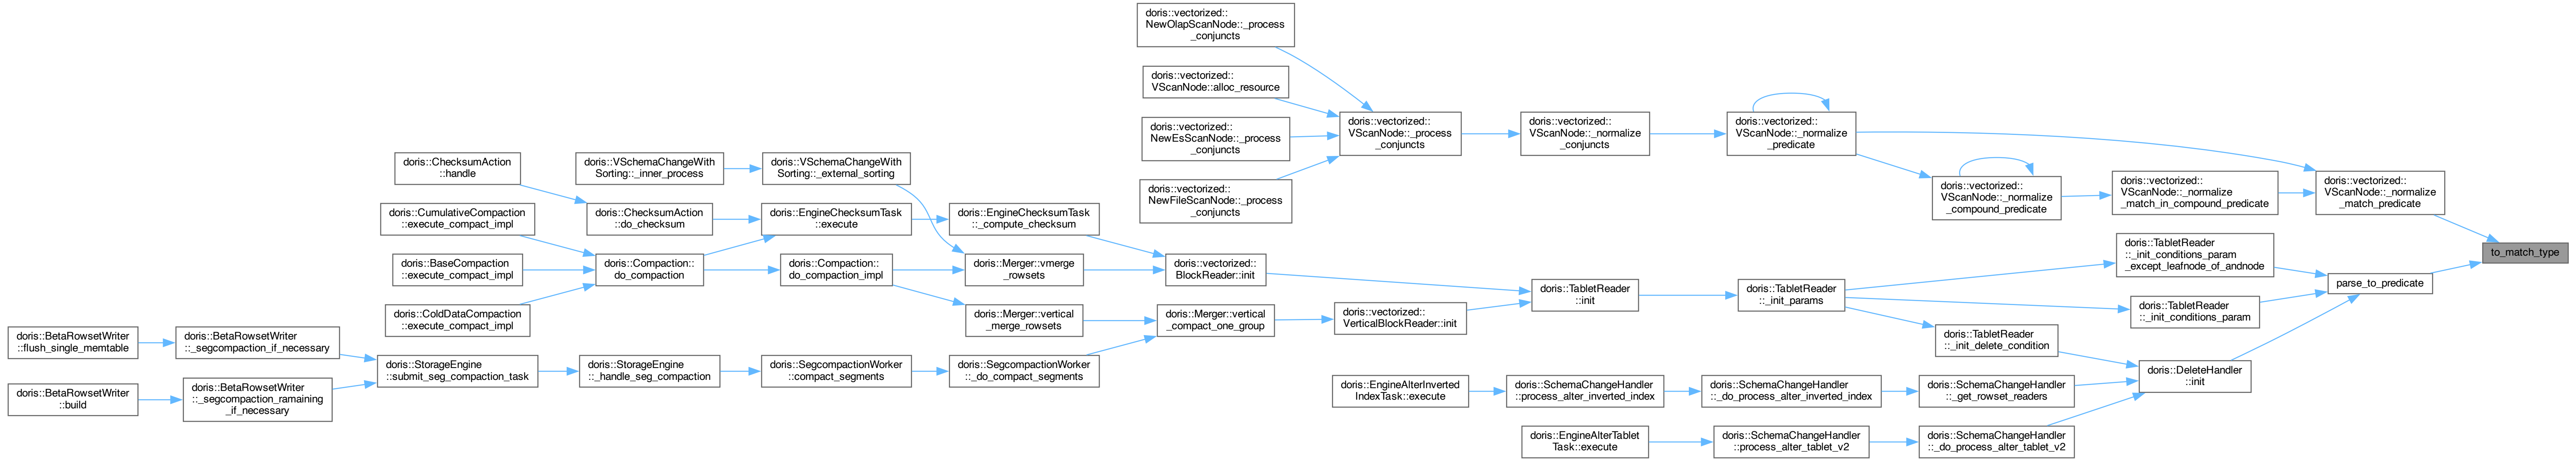 doris::BetaRowsetWriter
::flush_single_memtable
doris::BetaRowsetWriter
::build
doris::BetaRowsetWriter
::_segcompaction_if_necessary
doris::BetaRowsetWriter
::_segcompaction_ramaining
_if_necessary
doris::ChecksumAction
::handle
doris::CumulativeCompaction
::execute_compact_impl
doris::BaseCompaction
::execute_compact_impl
doris::ColdDataCompaction
::execute_compact_impl
doris::StorageEngine
::submit_seg_compaction_task
doris::VSchemaChangeWith
Sorting::_inner_process
doris::ChecksumAction
::do_checksum
doris::Compaction::
do_compaction
doris::StorageEngine
::_handle_seg_compaction
doris::VSchemaChangeWith
Sorting::_external_sorting
doris::EngineChecksumTask
::execute
doris::Compaction::
do_compaction_impl
doris::SegcompactionWorker
::compact_segments
doris::EngineChecksumTask
::_compute_checksum
doris::Merger::vmerge
_rowsets
doris::Merger::vertical
_merge_rowsets
doris::SegcompactionWorker
::_do_compact_segments
doris::vectorized::
NewOlapScanNode::_process
_conjuncts
doris::vectorized::
VScanNode::alloc_resource
doris::vectorized::
NewEsScanNode::_process
_conjuncts
doris::vectorized::
NewFileScanNode::_process
_conjuncts
doris::vectorized::
BlockReader::init
doris::Merger::vertical
_compact_one_group
doris::vectorized::
VScanNode::_process
_conjuncts
doris::vectorized::
VerticalBlockReader::init
doris::EngineAlterInverted
IndexTask::execute
doris::vectorized::
VScanNode::_normalize
_conjuncts
doris::TabletReader
::init
doris::SchemaChangeHandler
::process_alter_inverted_index
doris::EngineAlterTablet
Task::execute
doris::vectorized::
VScanNode::_normalize
_predicate
doris::TabletReader
::_init_params
doris::SchemaChangeHandler
::_do_process_alter_inverted_index
doris::SchemaChangeHandler
::process_alter_tablet_v2
doris::vectorized::
VScanNode::_normalize
_compound_predicate
doris::TabletReader
::_init_delete_condition
doris::SchemaChangeHandler
::_get_rowset_readers
doris::SchemaChangeHandler
::_do_process_alter_tablet_v2
doris::vectorized::
VScanNode::_normalize
_match_in_compound_predicate
doris::TabletReader
::_init_conditions_param
_except_leafnode_of_andnode
doris::TabletReader
::_init_conditions_param
doris::DeleteHandler
::init
doris::vectorized::
VScanNode::_normalize
_match_predicate
parse_to_predicate
to_match_type